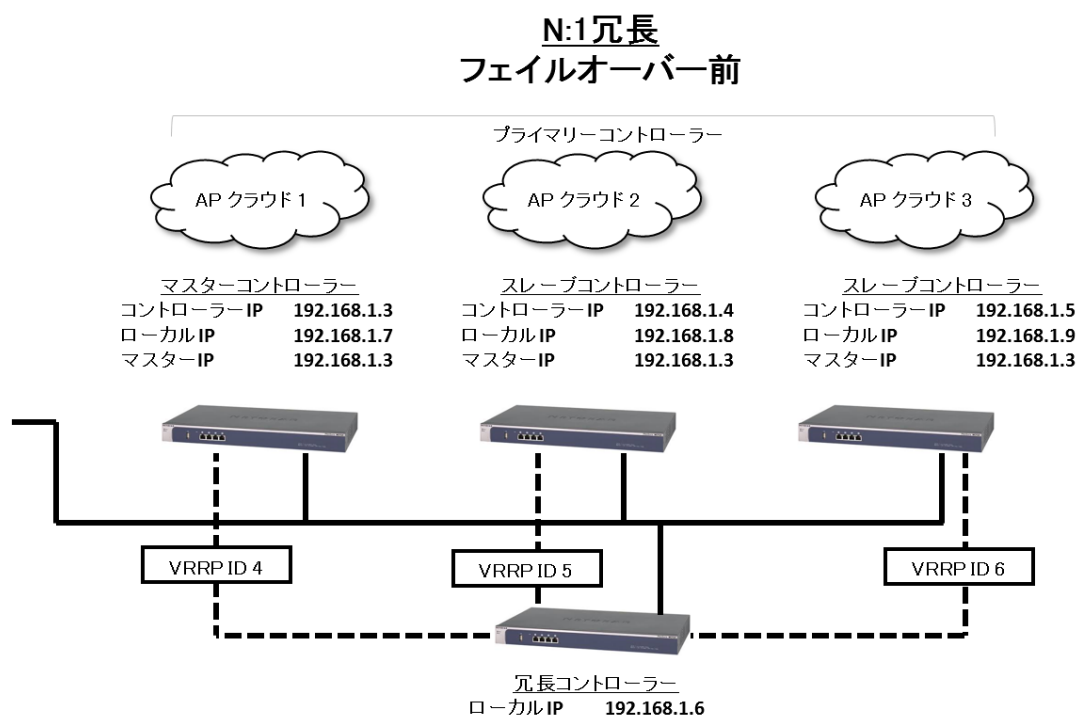 N:1冗長
フェイルオーバー前
プライマリーコントローラー
AP クラウド 1
AP クラウド 2
AP クラウド 3
マスターコントローラー
コントローラーIP 192.168.1.3
ローカルIP 192.168.1.7
マスターIP 192.168.1.3
スレーブコントローラー
コントローラーIP 192.168.1.4
ローカルIP 192.168.1.8
マスターIP 192.168.1.3
スレーブコントローラー
コントローラーIP 192.168.1.5
ローカルIP 192.168.1.9
マスターIP 192.168.1.3
VRRP ID 4
VRRP ID 5
VRRP ID 6
冗長コントローラー
ローカルIP 192.168.1.6